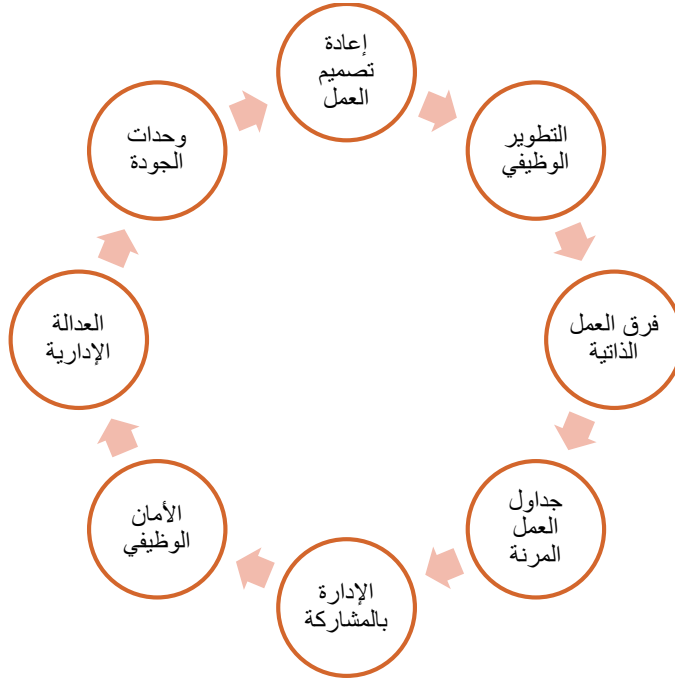 إعادة
تصميم
العمل
التطوير
الوظيفي
فرق العمل
الذاتية
جداول
العمل
المرنة
الإدارة
بالمشاركة
الأمان
الوظيفي
العدالة
الإدارية
وحدات
الجودة